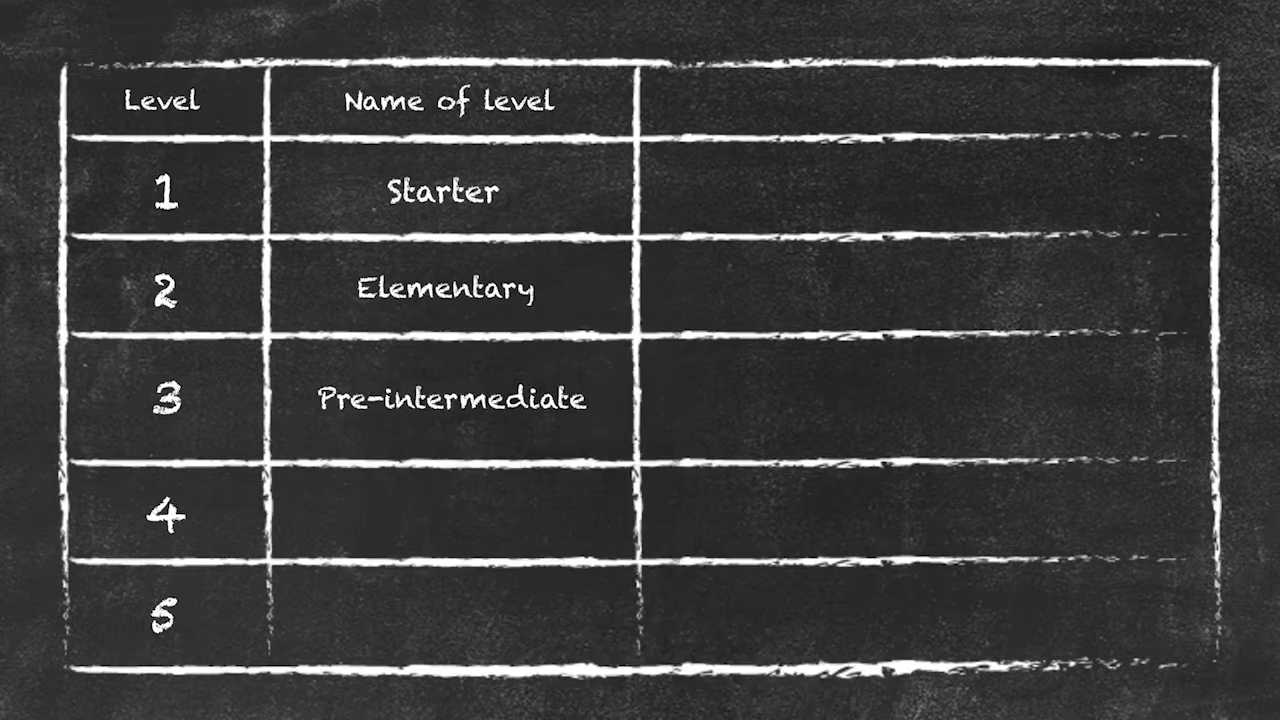 Level Name of level
1 Starter
2 Elementary
3 Pre-intermediate
4
5